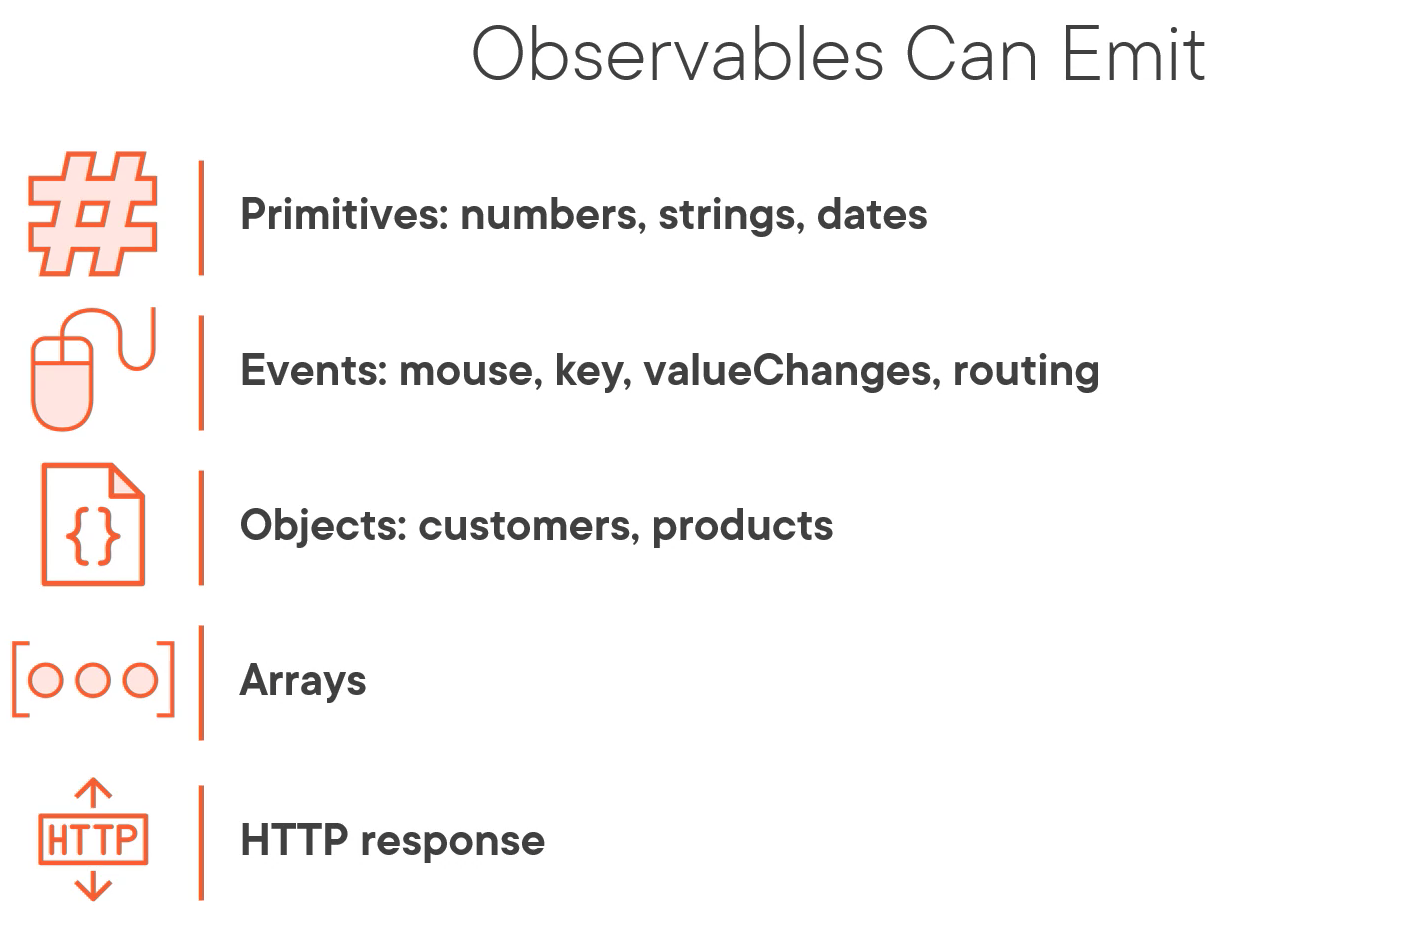 Observables Can Emit
Primitives: numbers, strings, dates
Events: mouse, key, valueChanges, routing
{}
Objects: customers, products
Arrays
HTTP
HTTP response